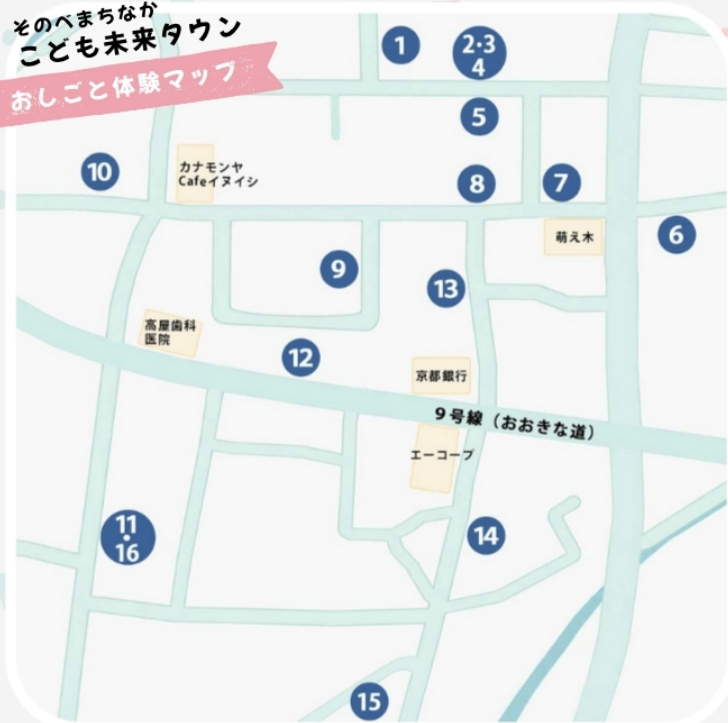 そのべまちなか
こども未来タウン
おしごと体験マップ
1
2・3
4
5
10
カナモンヤ
Cafeイヌイシ
8
7
萌え木
6
9
13
高屋歯科
医院
12
京都銀行
9号線（おおきな道）
エーコープ
11
・
16
14
15